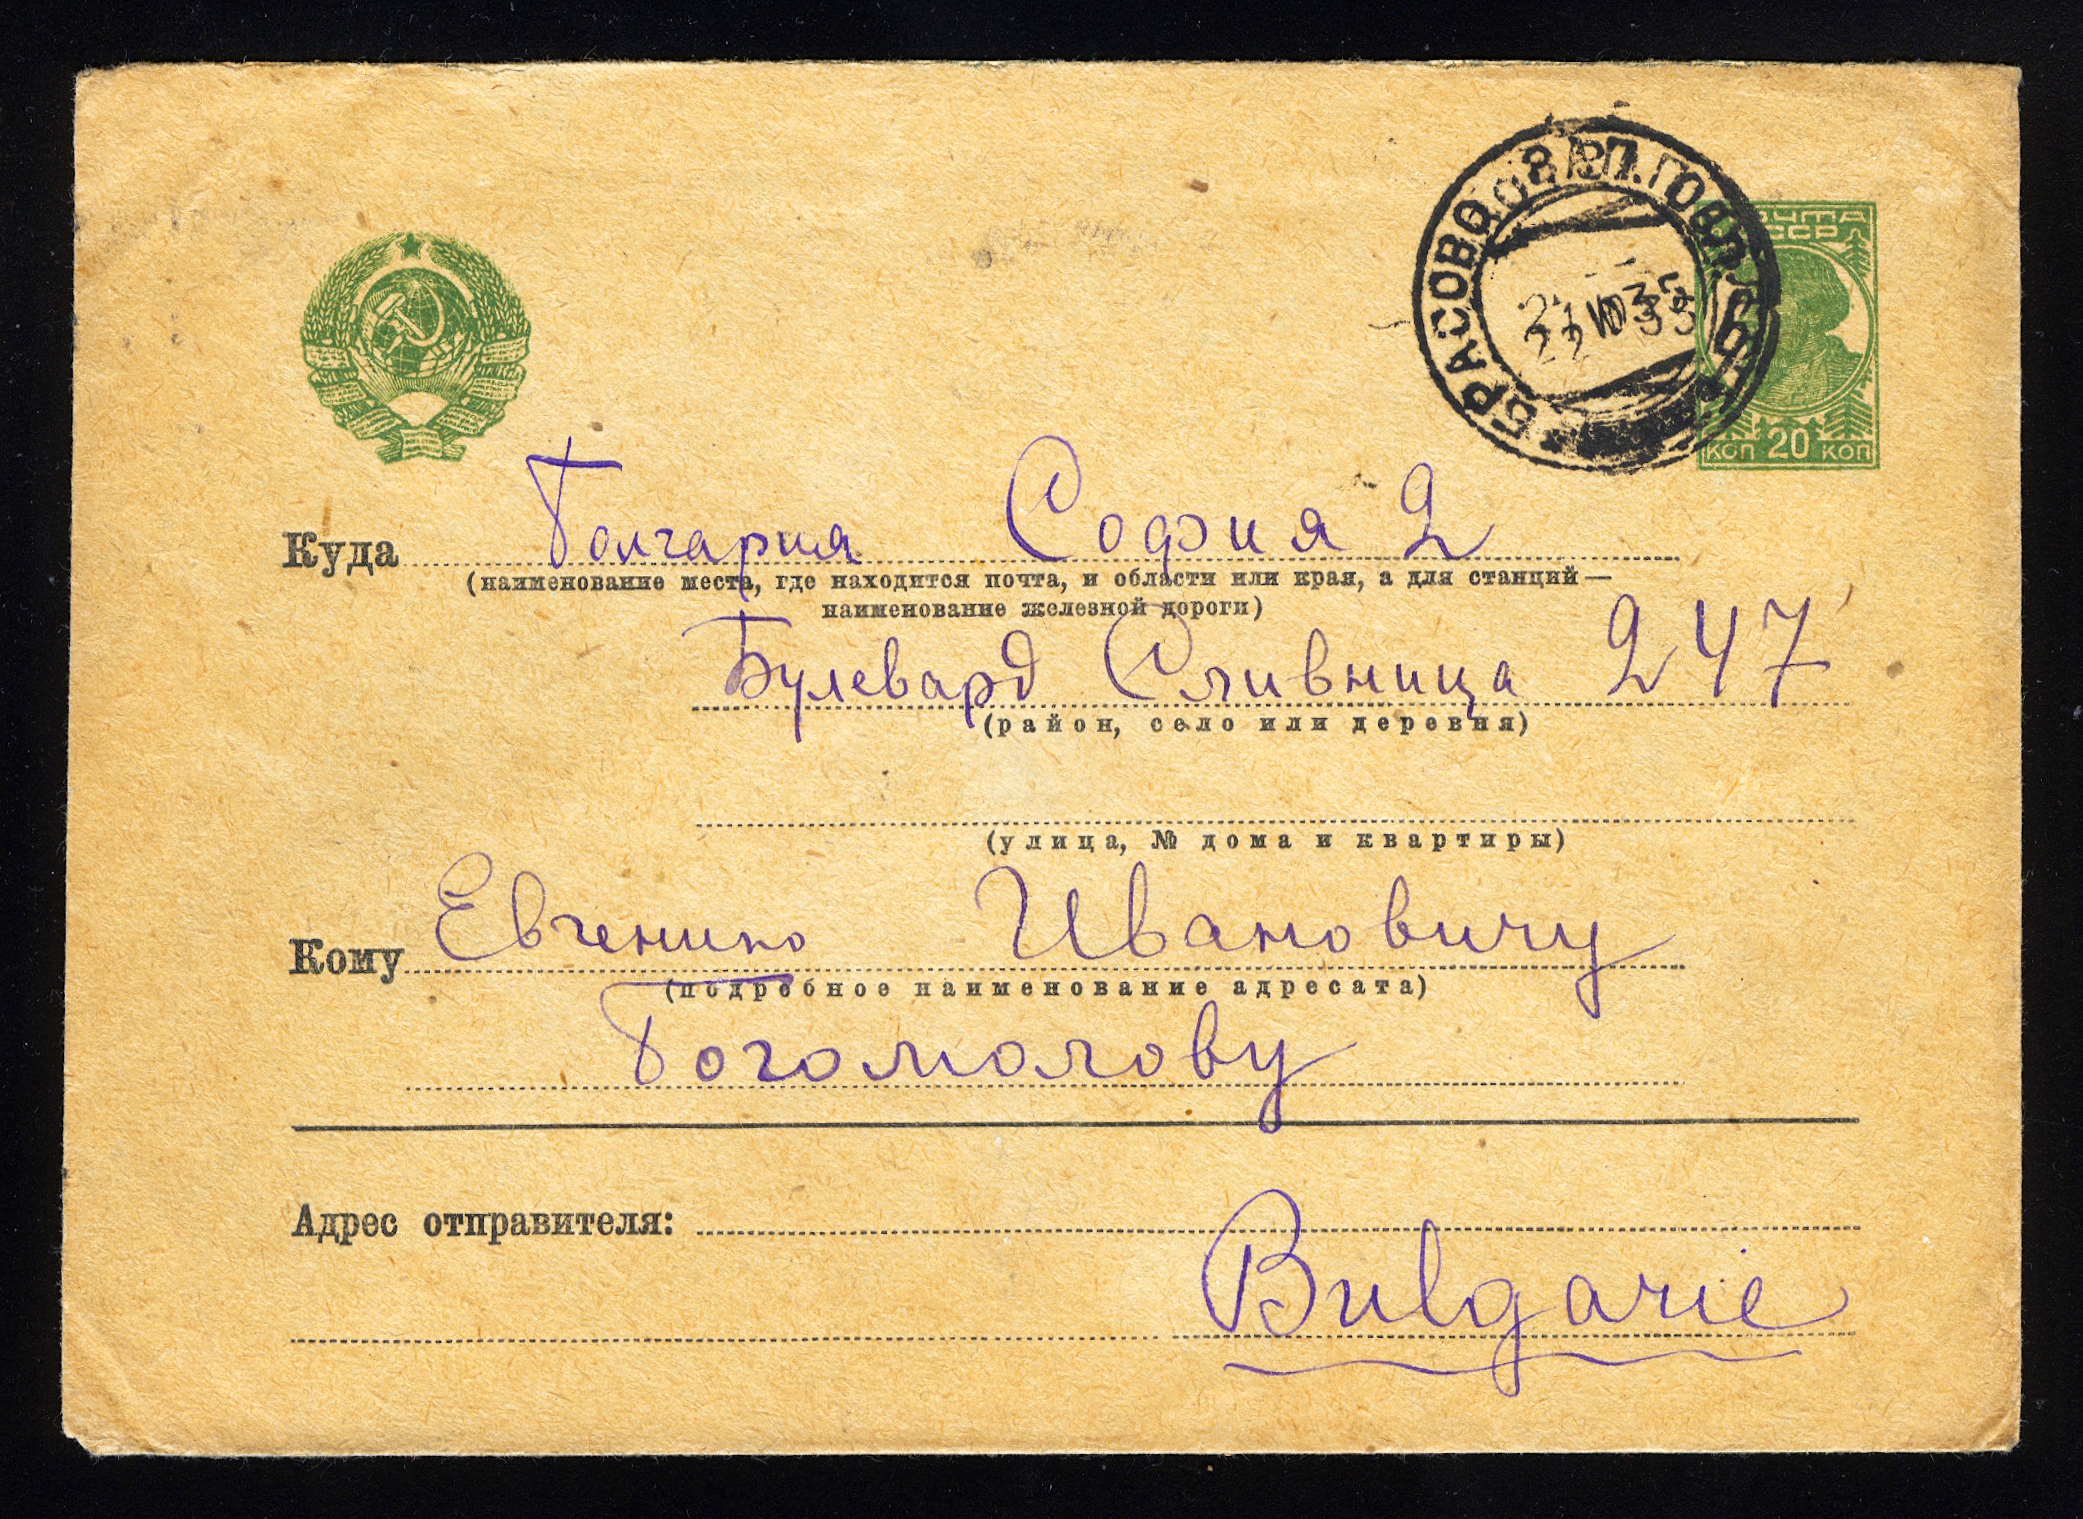 ПОЧТА
СССР
БРАСОВО
КОП 20 КОП
Куда Болгария София 2
(наименование места, где находится почта, и области или края, а для станций—
наименование железной дороги)
Булевард Сливница 247
(район, село или деревня)
(улица, № дома и квартиры)
Кому Евгению Ивановичу
(подробное наименование адресата)
Богомолову
Адрес отправителя:
Bulgarie